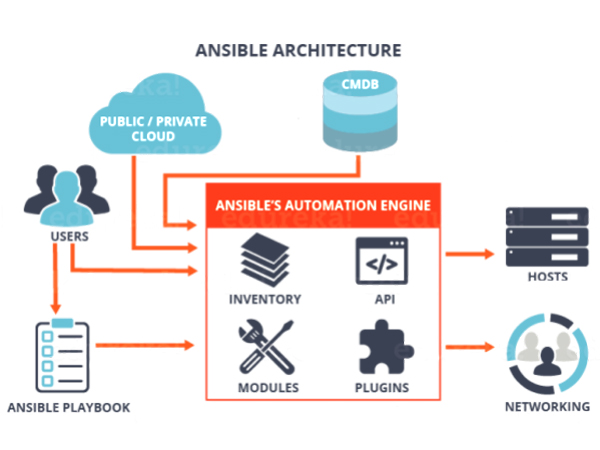 ANSIBLE ARCHITECTURE
CMDB
PUBLIC / PRIVATE
CLOUD
ANSIBLE'S AUTOMATION ENGINE
edureka!
USERS
INVENTORY
API
HOSTS
MODULES
PLUGINS
ANSIBLE PLAYBOOK
NETWORKING